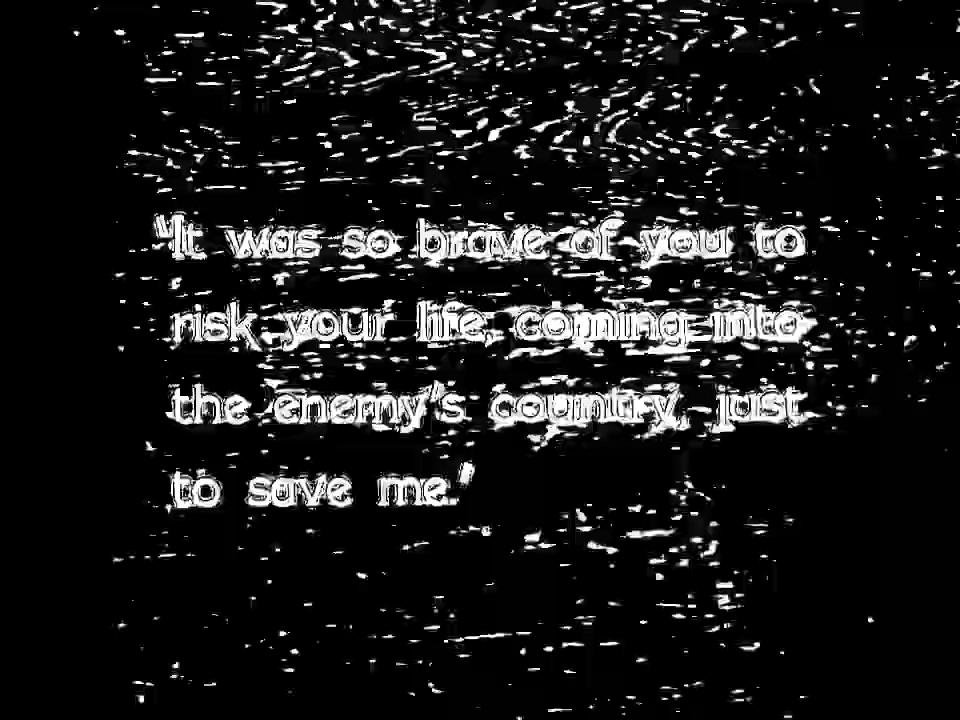 "It was so brave of you to
risk your life, coming into
the enemy's country, just
to save me."